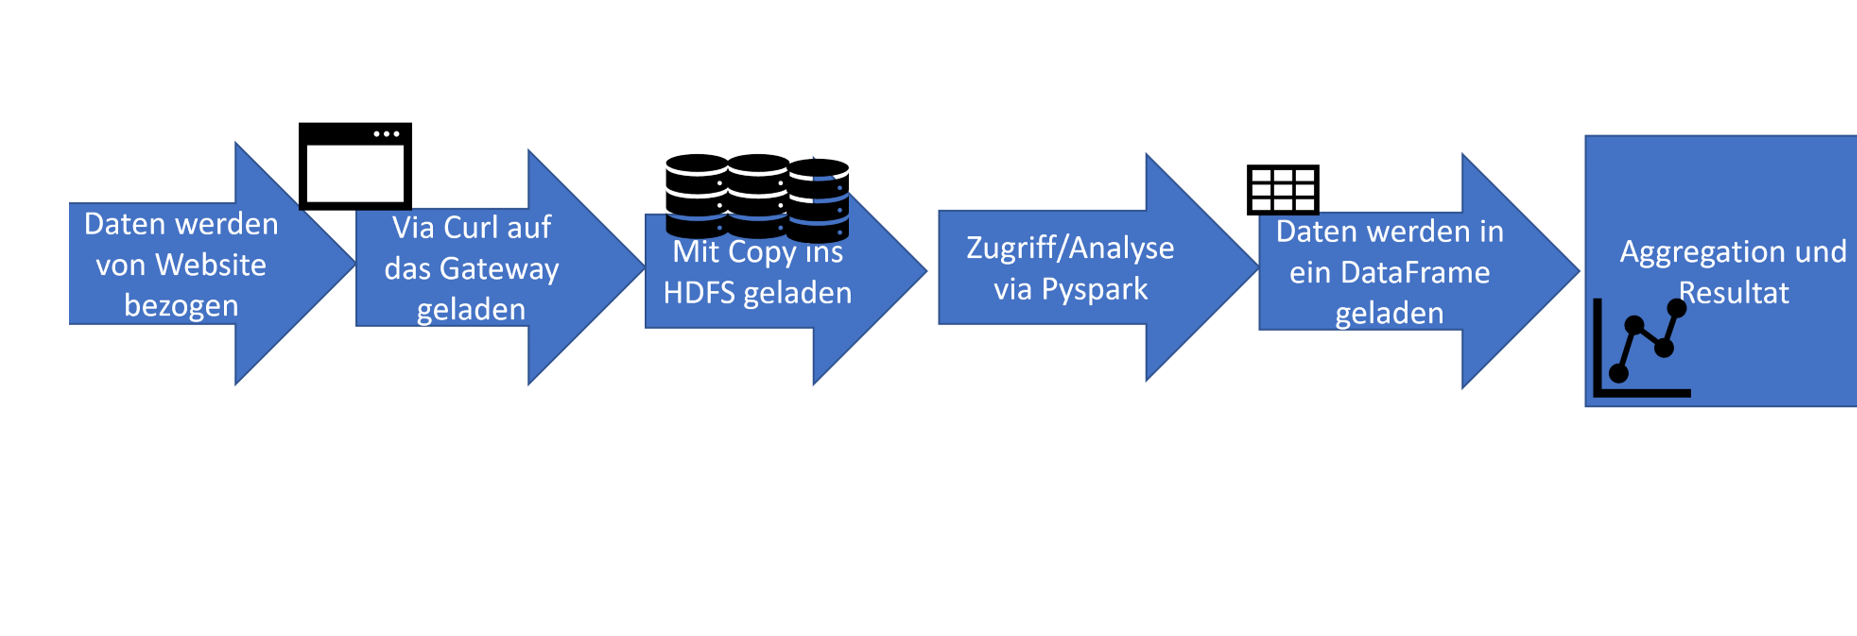 Daten werden
von Website
bezogen
Via Curl auf
das Gateway
geladen
Mit Copy ins
HDFS geladen
Zugriff/Analyse
via Pyspark
Daten werden in
ein DataFrame
geladen
Aggregation und
Resultat